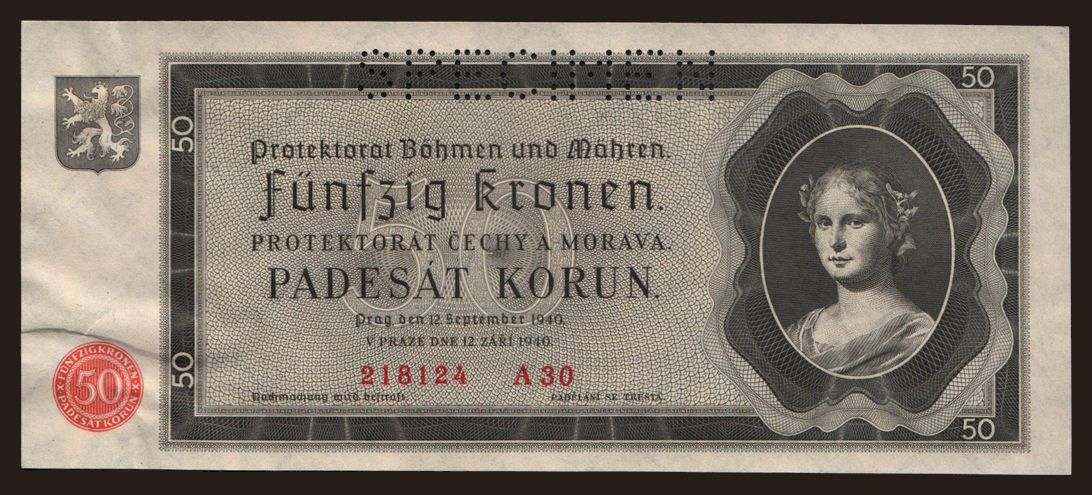 SPECIMEN
50
50
Protektorat Böhmen und Mähren.
Fünfzig Kronen.
50
PROTEKTORÁT ČECHY A MORAVA.
PADESÁT KORUN.
Prag den 12. September 1940.
V PRAZE DNE 12. ZÁŘÍ 1940.
218124 A 30
Nachmachung wird bestraft. PADĚLÁNÍ SE TRESTÁ.
50
FÜNFZIG KRONEN
50
PADESÁT KORUN
50